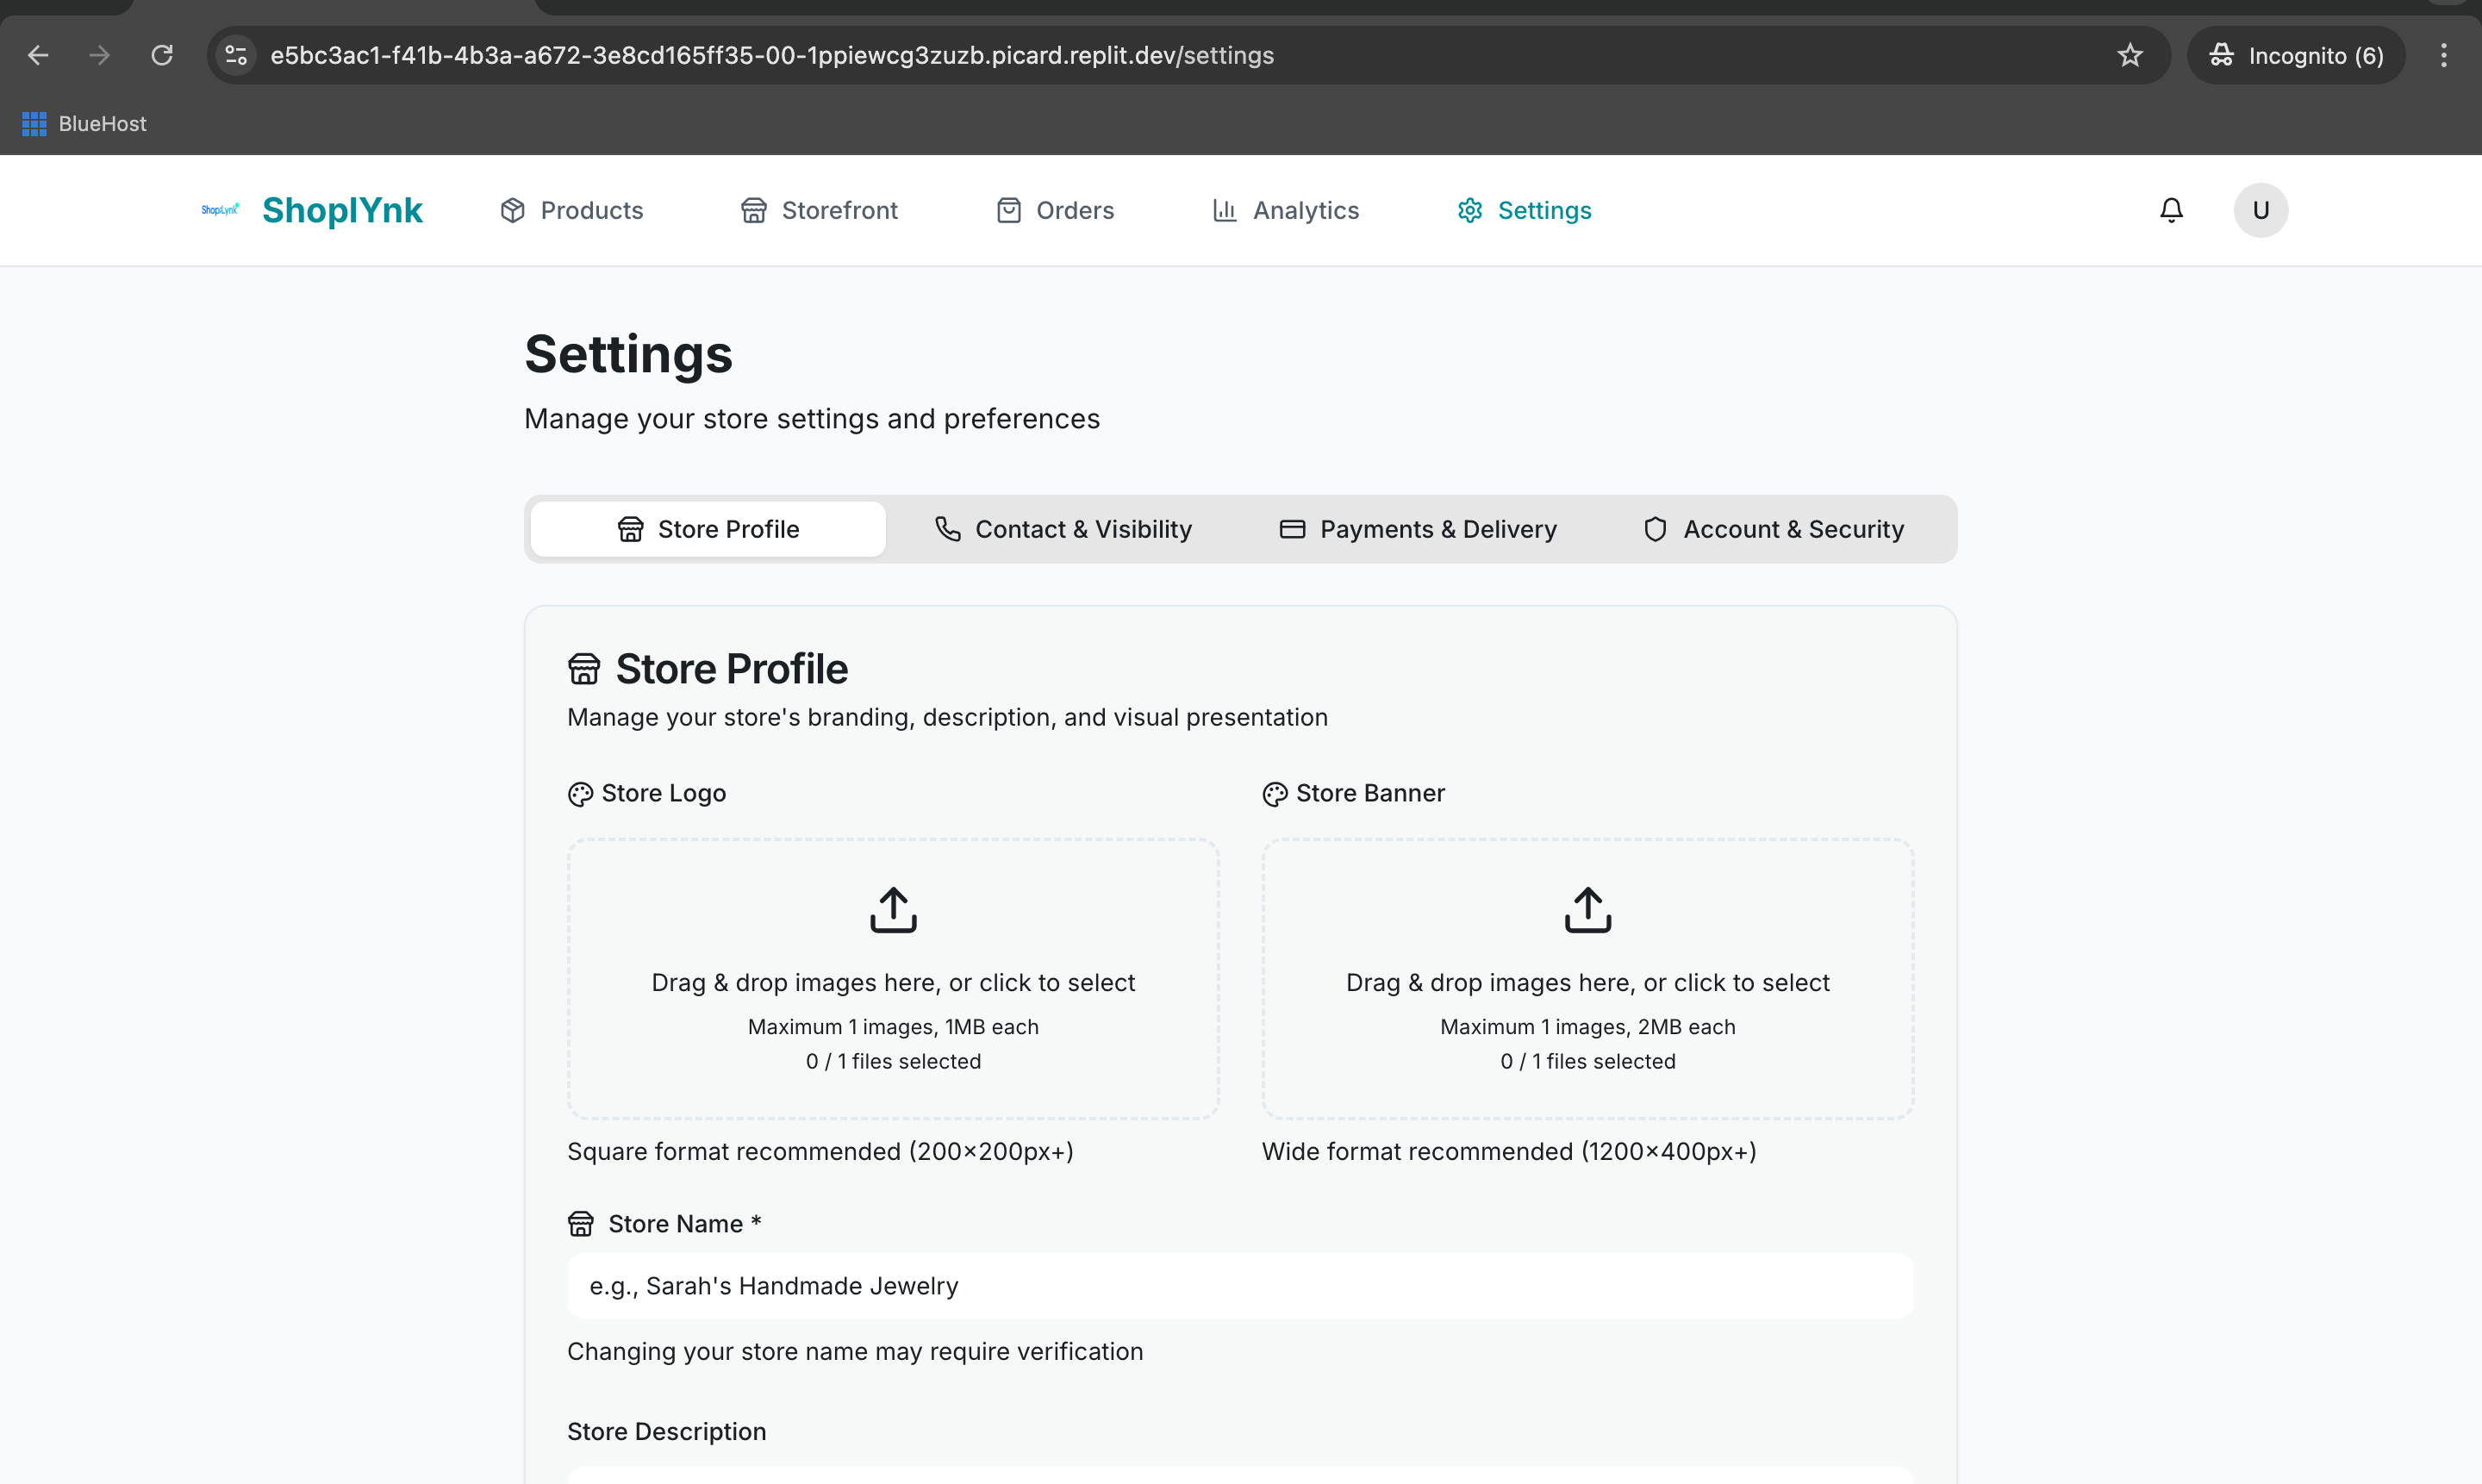 e5bc3ac1-f41b-4b3a-a672-3e8cd165ff35-00-1ppiewcg3zuzb.picard.replit.dev/settings
Incognito (6)
BlueHost
ShoplYnk
ShoplYnk Products Storefront Orders Analytics Settings U
Settings
Manage your store settings and preferences
Store Profile Contact & Visibility Payments & Delivery Account & Security
Store Profile
Manage your store's branding, description, and visual presentation
Store Logo
Drag & drop images here, or click to select
Maximum 1 images, 1MB each
0 / 1 files selected
Square format recommended (200×200px+)
Store Banner
Drag & drop images here, or click to select
Maximum 1 images, 2MB each
0 / 1 files selected
Wide format recommended (1200×400px+)
Store Name *
e.g., Sarah's Handmade Jewelry
Changing your store name may require verification
Store Description